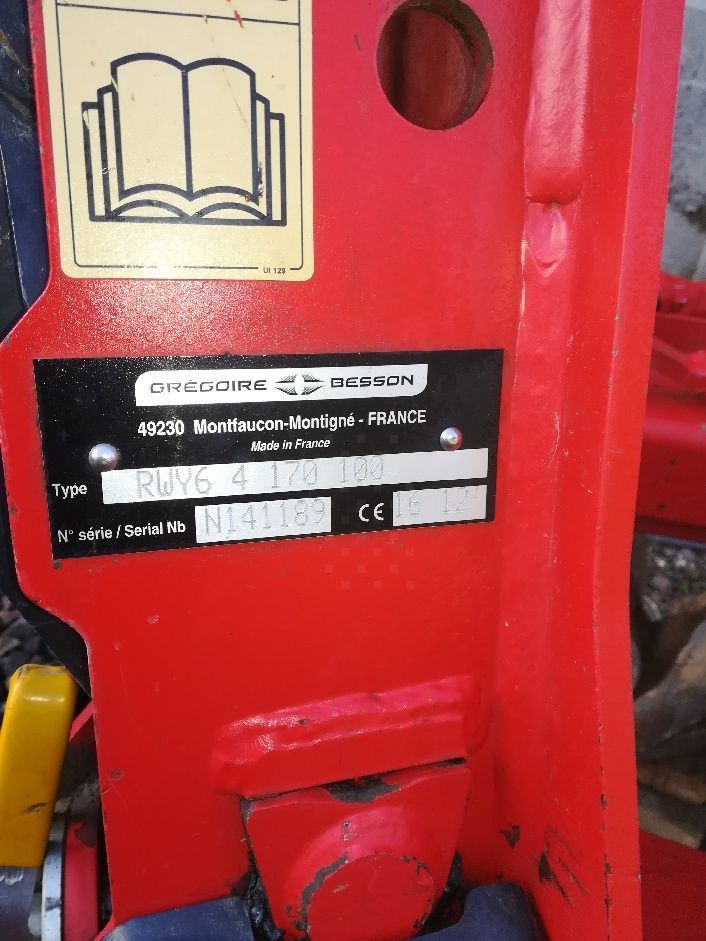 UI 129
GRÉGOIRE BESSON
49230 Montfaucon-Montigné - FRANCE
Made in France
Type RWY6 4 170 100
N° série / Serial Nb N141189 CE 16 12